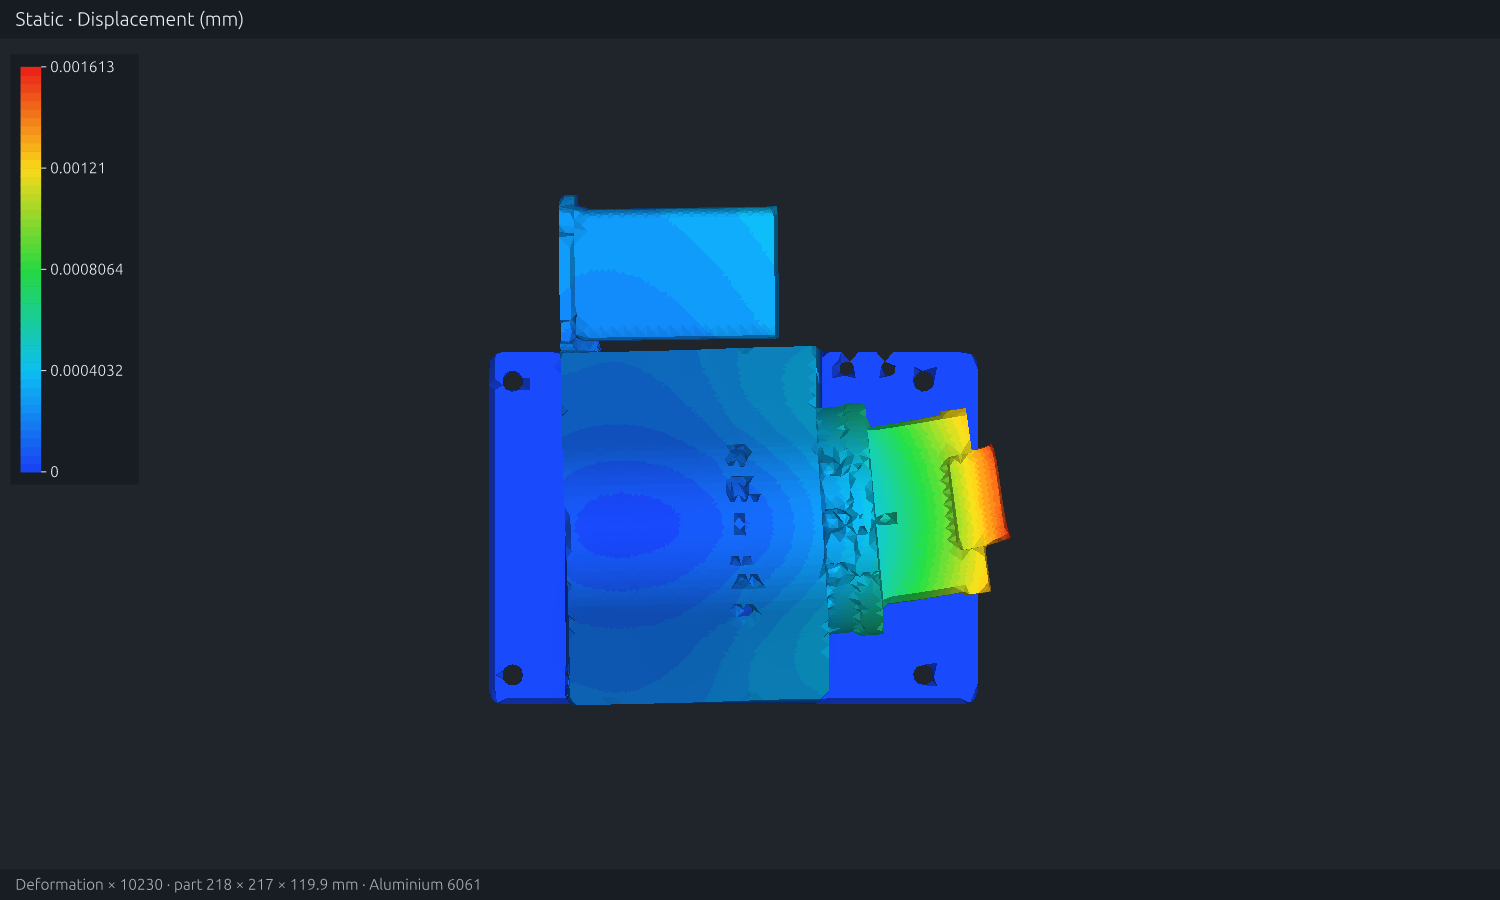 Static · Displacement (mm)
0.001613
0.00121
0.0008064
0.0004032
0
Deformation × 10230 · part 218 × 217 × 119.9 mm · Aluminium 6061